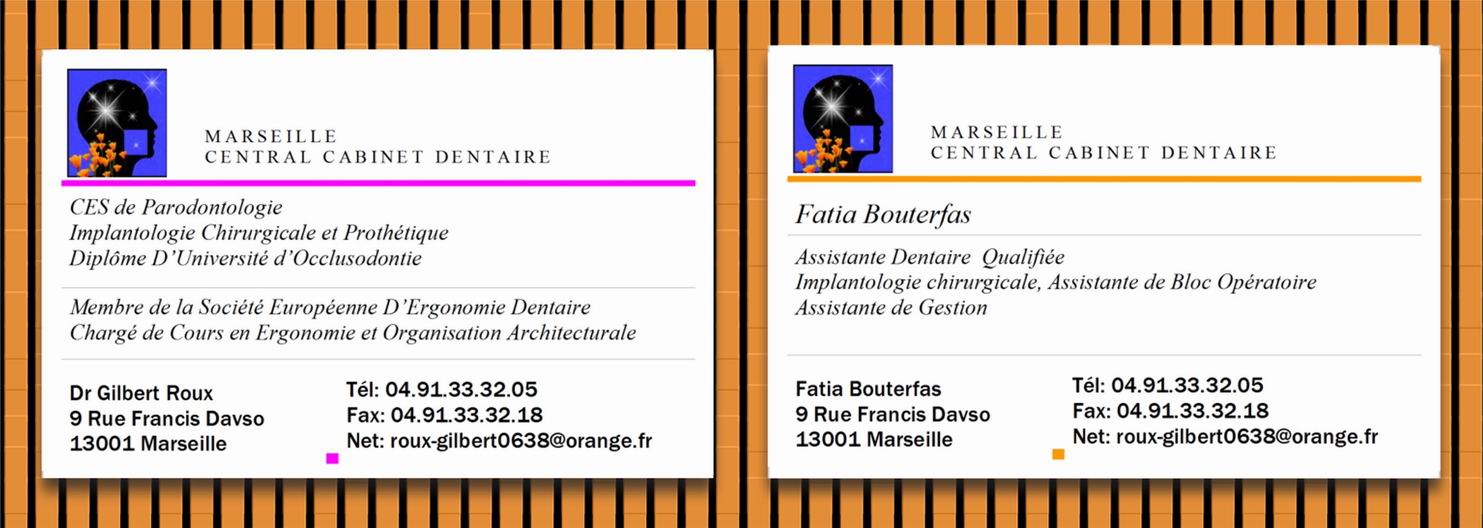 MARSEILLE
CENTRAL CABINET DENTAIRE
CES de Parodontologie
Implantologie Chirurgicale et Prothétique
Diplôme D’Université d’Occlusodontie
Membre de la Société Européenne D’Ergonomie Dentaire
Chargé de Cours en Ergonomie et Organisation Architecturale
Dr Gilbert Roux
9 Rue Francis Davso
13001 Marseille
Tél: 04.91.33.32.05
Fax: 04.91.33.32.18
Net: roux-gilbert0638@orange.fr
MARSEILLE
CENTRAL CABINET DENTAIRE
Fatia Bouterfas
Assistante Dentaire Qualifiée
Implantologie chirurgicale, Assistante de Bloc Opératoire
Assistante de Gestion
Fatia Bouterfas
9 Rue Francis Davso
13001 Marseille
Tél: 04.91.33.32.05
Fax: 04.91.33.32.18
Net: roux-gilbert0638@orange.fr